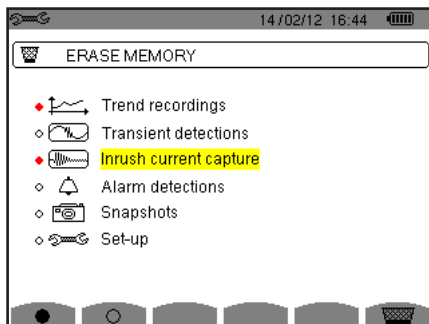 14/02/12 16:44
ERASE MEMORY
Trend recordings
Transient detections
Inrush current capture
Alarm detections
Snapshots
Set-up